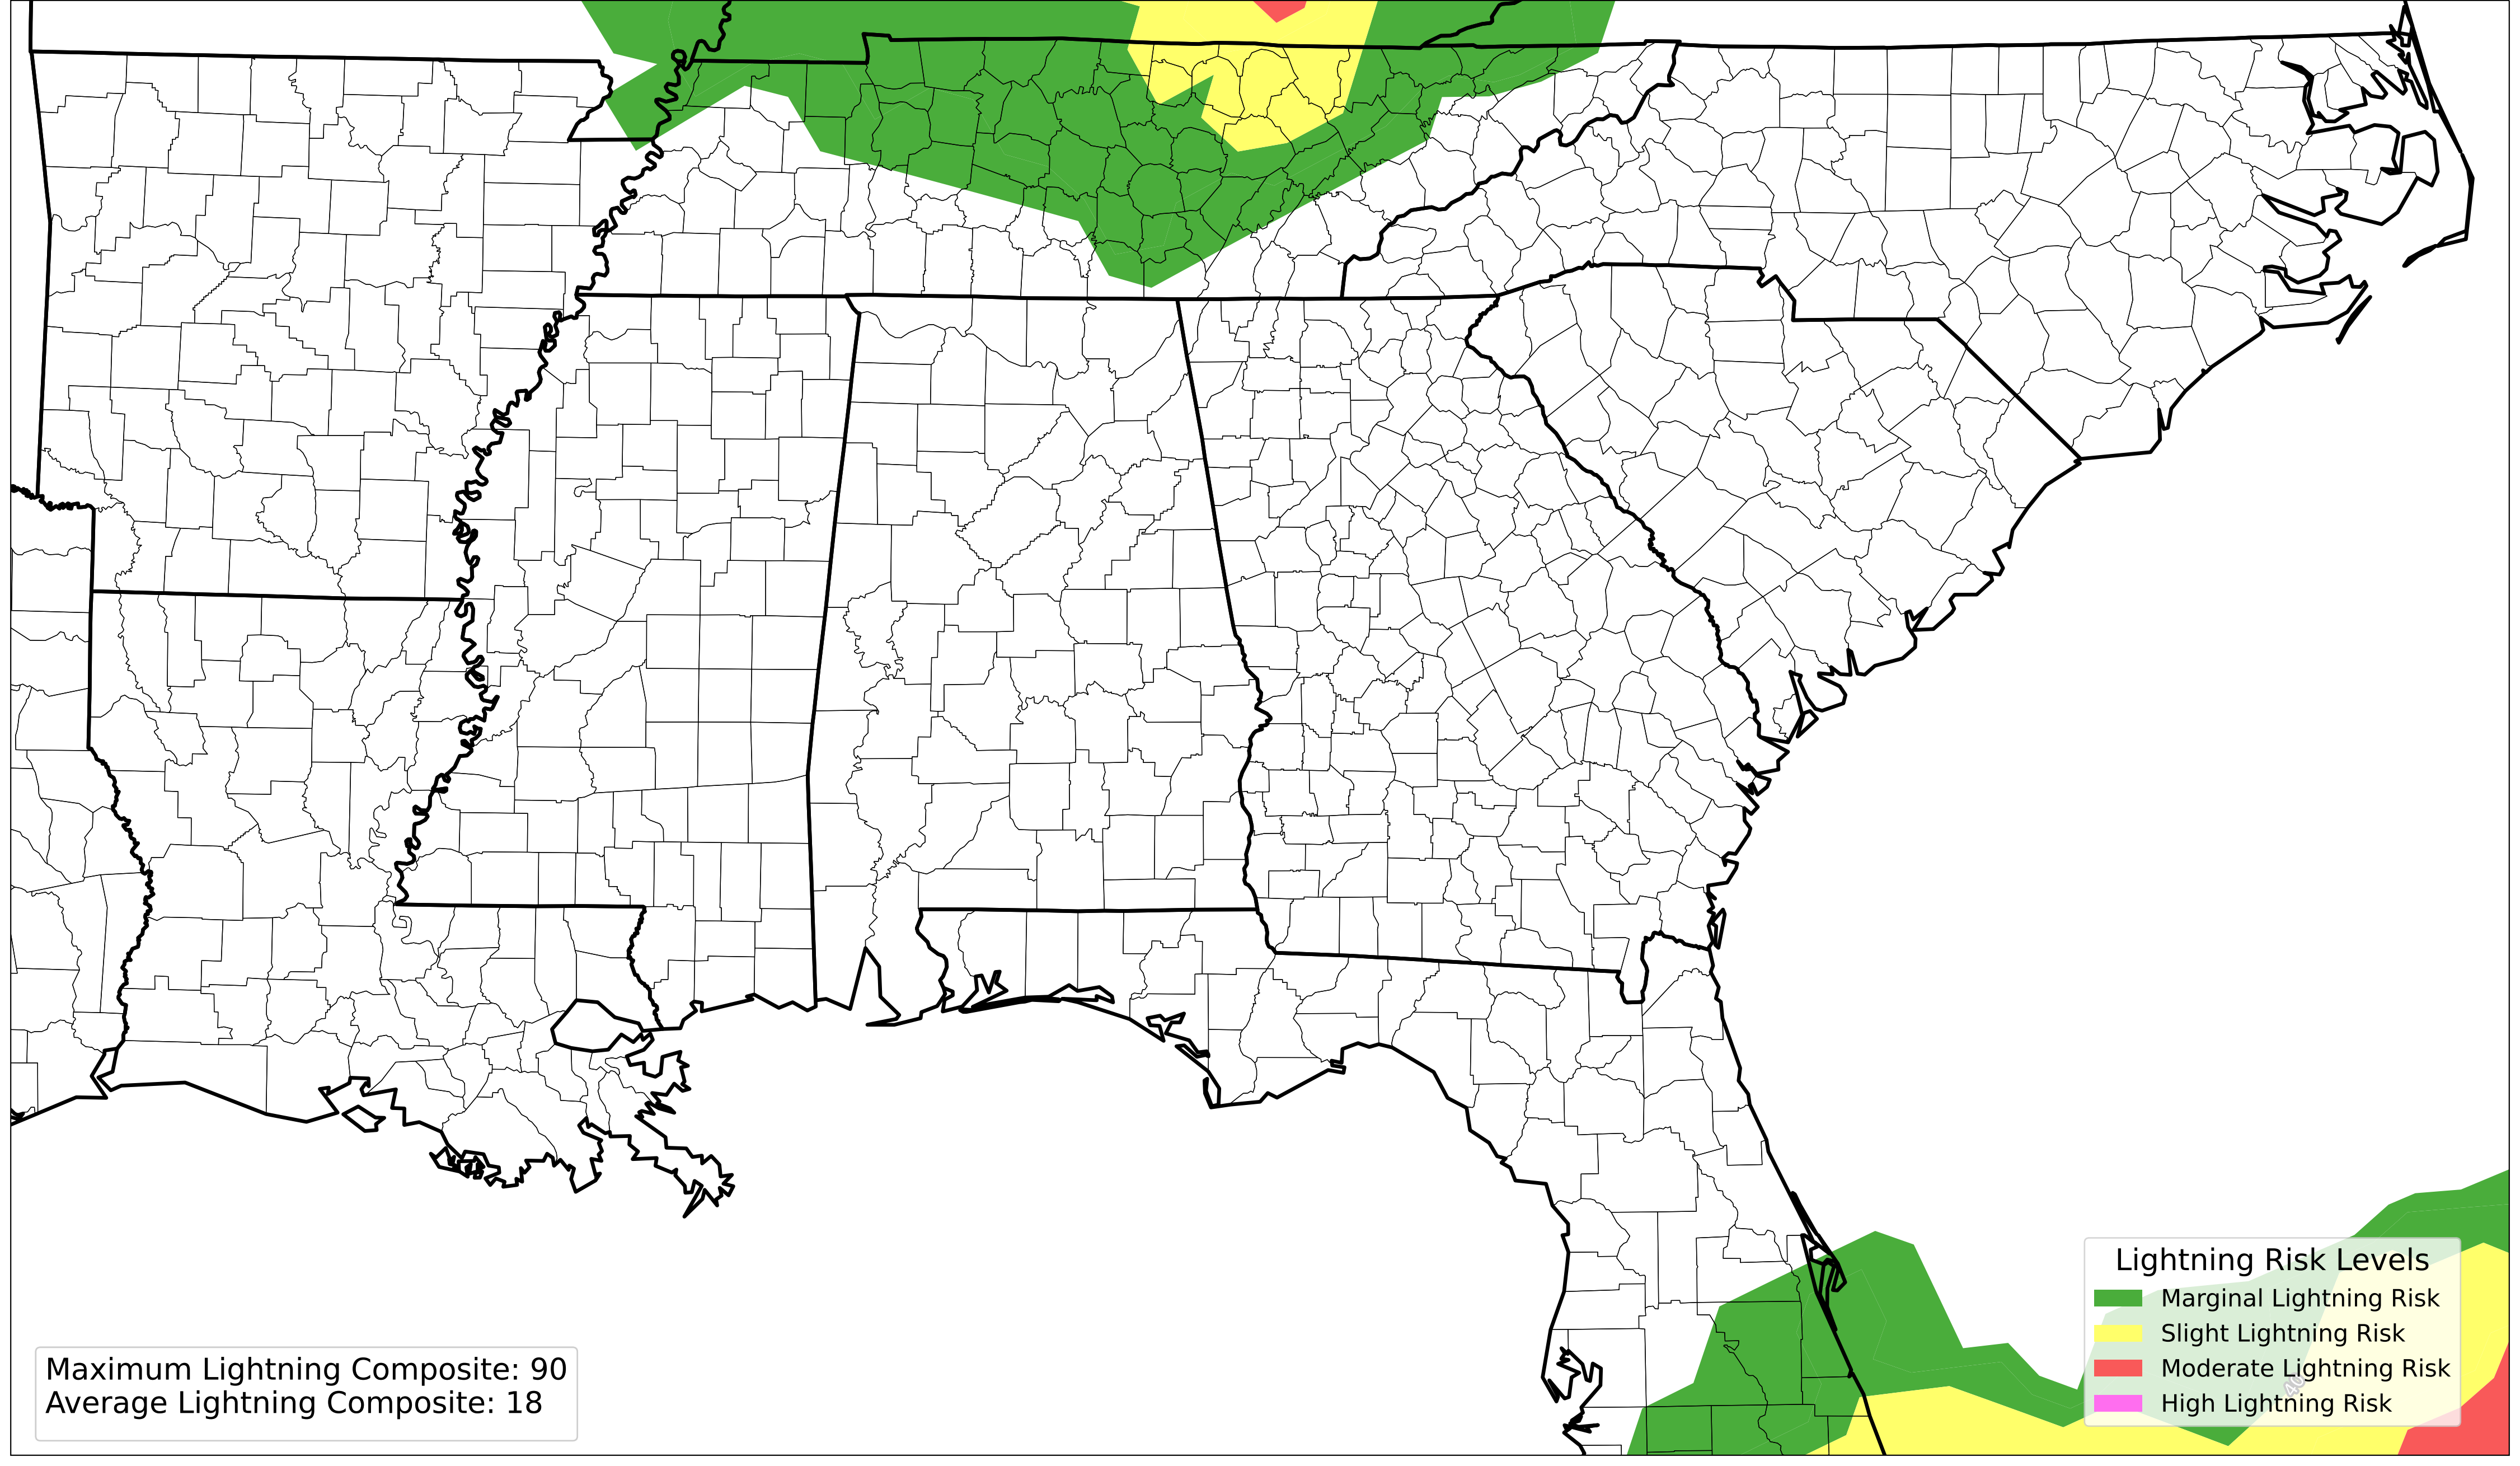 Lightning Risk Levels
Marginal Lightning Risk
Slight Lightning Risk
Moderate Lightning Risk
High Lightning Risk
Maximum Lightning Composite: 90
Average Lightning Composite: 18